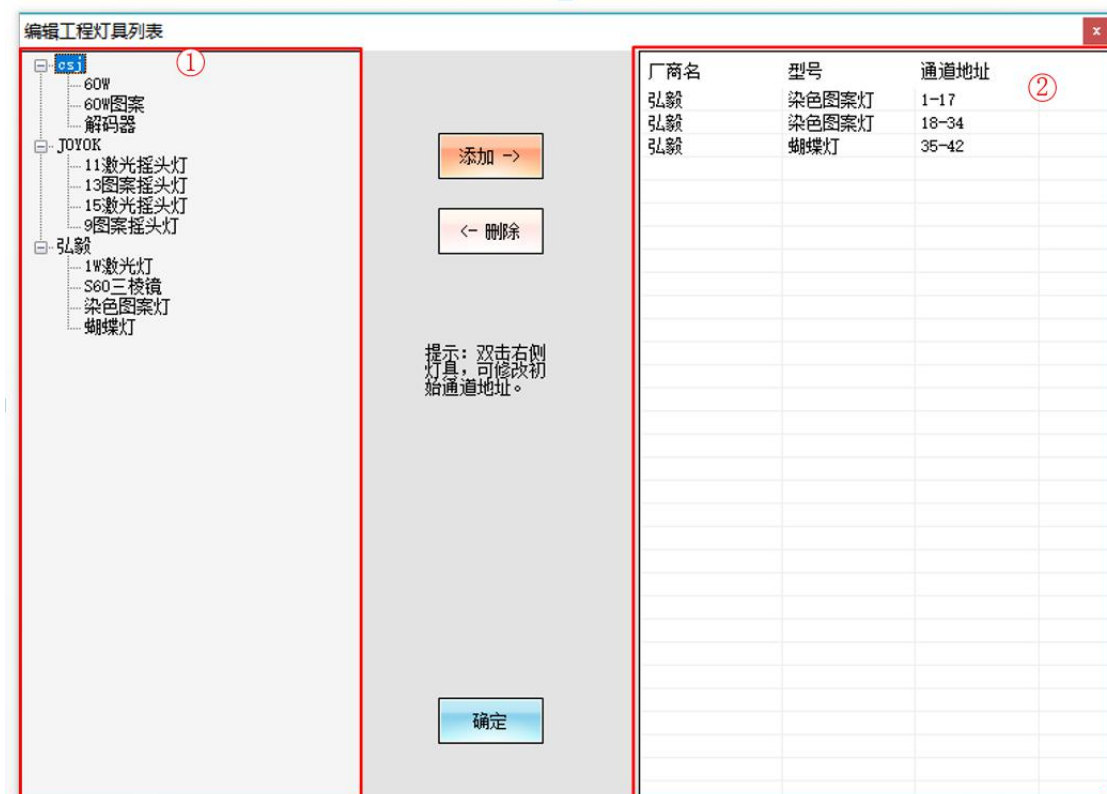 编辑工程灯具列表
x
①
csj
60W
60W图案
解码器
JOYOK
11激光摇头灯
13图案摇头灯
15激光摇头灯
9图案摇头灯
弘毅
1W激光灯
S60三棱镜
染色图案灯
蝴蝶灯
添加 ->
<- 删除
提示：双击右侧
灯具，可修改初
始通道地址。
确定
②
厂商名 型号 通道地址
弘毅 染色图案灯 1-17
弘毅 染色图案灯 18-34
弘毅 蝴蝶灯 35-42